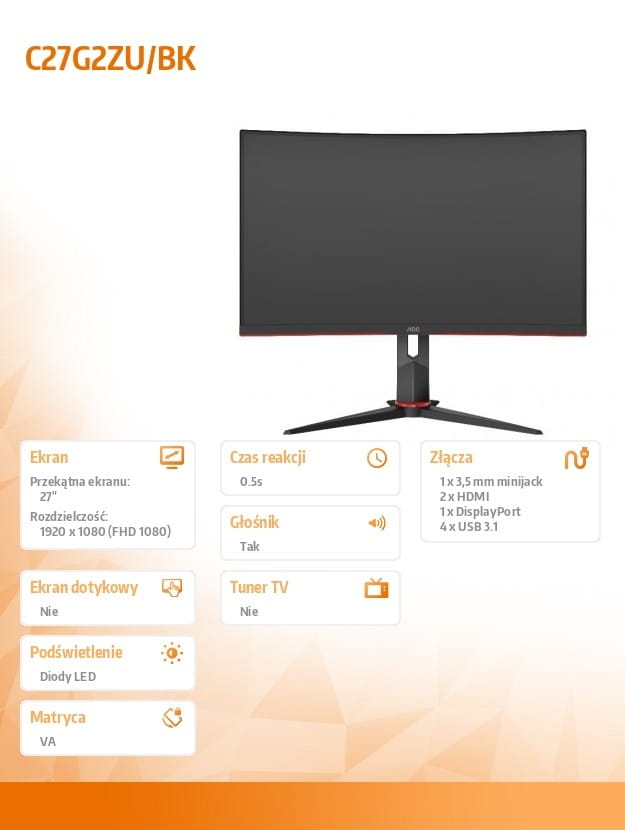 C27G2ZU/BK
AOC
Ekran
Przekątna ekranu:
27"
Rozdzielczość:
1920 x 1080 (FHD 1080)
Czas reakcji
0.5s
Głośnik
Tak
Złącza
1 x 3,5 mm minijack
2 x HDMI
1 x DisplayPort
4 x USB 3.1
Ekran dotykowy
Nie
Tuner TV
Nie
Podświetlenie
Diody LED
Matryca
VA